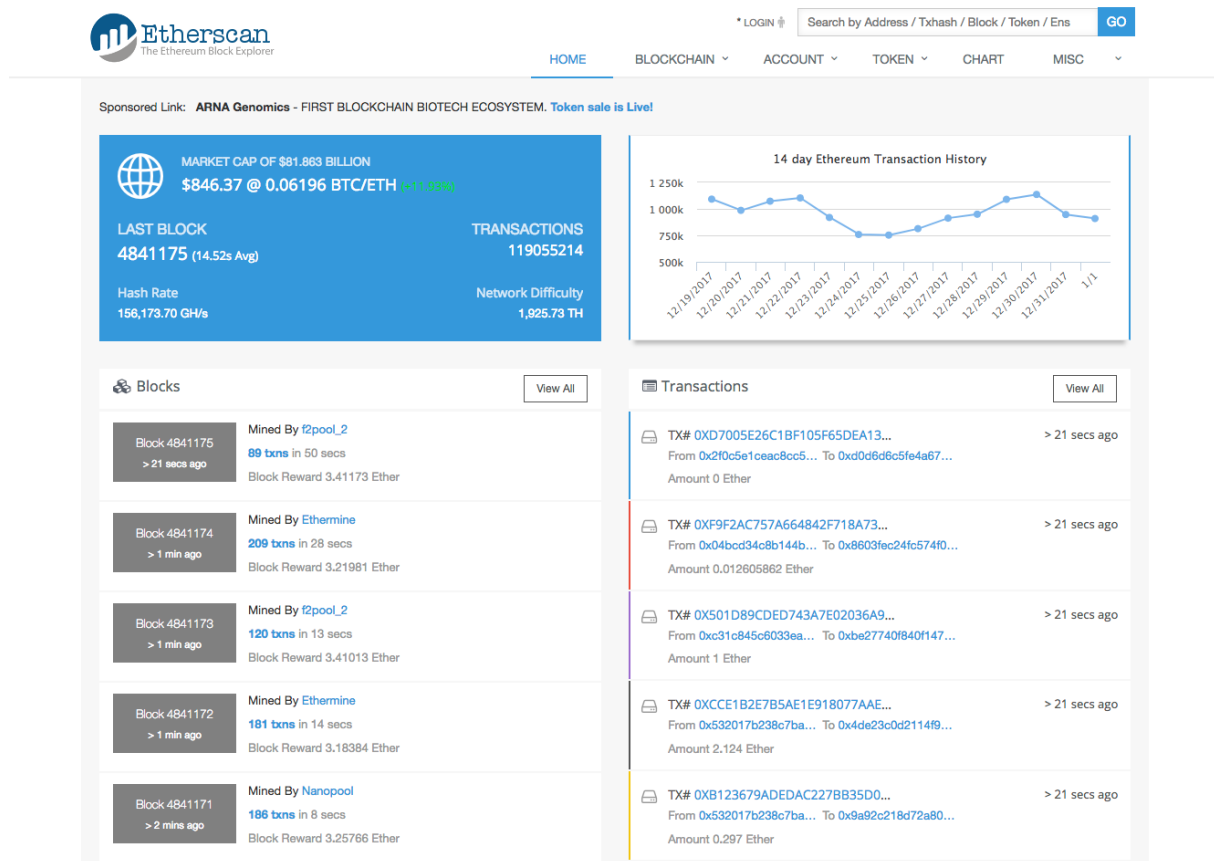 Etherscan
The Ethereum Block Explorer
* LOGIN
Search by Address / Txhash / Block / Token / Ens
GO
HOME
BLOCKCHAIN
ACCOUNT
TOKEN
CHART
MISC
Sponsored Link: ARNA Genomics - FIRST BLOCKCHAIN BIOTECH ECOSYSTEM. Token sale is Live!
MARKET CAP OF $81.863 BILLION
$846.37 @ 0.06196 BTC/ETH (+11.93%)
LAST BLOCK
4841175 (14.52s Avg)
TRANSACTIONS
119055214
Hash Rate
156,173.70 GH/s
Network Difficulty
1,925.73 TH
14 day Ethereum Transaction History
1 250k
1 000k
750k
500k
12/19/2017
12/20/2017
12/21/2017
12/22/2017
12/23/2017
12/24/2017
12/25/2017
12/26/2017
12/27/2017
12/28/2017
12/29/2017
12/30/2017
12/31/2017
1/1
Blocks
View All
Block 4841175
> 21 secs ago
Mined By f2pool_2
89 txns in 50 secs
Block Reward 3.41173 Ether
Block 4841174
> 1 min ago
Mined By Ethermine
209 txns in 28 secs
Block Reward 3.21981 Ether
Block 4841173
> 1 min ago
Mined By f2pool_2
120 txns in 13 secs
Block Reward 3.41013 Ether
Block 4841172
> 1 min ago
Mined By Ethermine
181 txns in 14 secs
Block Reward 3.18384 Ether
Block 4841171
> 2 mins ago
Mined By Nanopool
186 txns in 8 secs
Block Reward 3.25766 Ether
Transactions
View All
TX# 0XD7005E26C1BF105F65DEA13...
> 21 secs ago
From 0x2f0c5e1ceac8cc5... To 0xd0d6d6c5fe4a67...
Amount 0 Ether
TX# 0XF9F2AC757A664842F718A73...
> 21 secs ago
From 0x04bcd34c8b144b... To 0x8603fec24fc574f0...
Amount 0.012605862 Ether
TX# 0X501D89CDED743A7E02036A9...
> 21 secs ago
From 0xc31c845c6033ea... To 0xbe27740f840f147...
Amount 1 Ether
TX# 0XCCE1B2E7B5AE1E918077AAE...
> 21 secs ago
From 0x532017b238c7ba... To 0x4de23c0d2114f9...
Amount 2.124 Ether
TX# 0XB123679ADEDAC227BB35D0...
> 21 secs ago
From 0x532017b238c7ba... To 0x9a92c218d72a80...
Amount 0.297 Ether